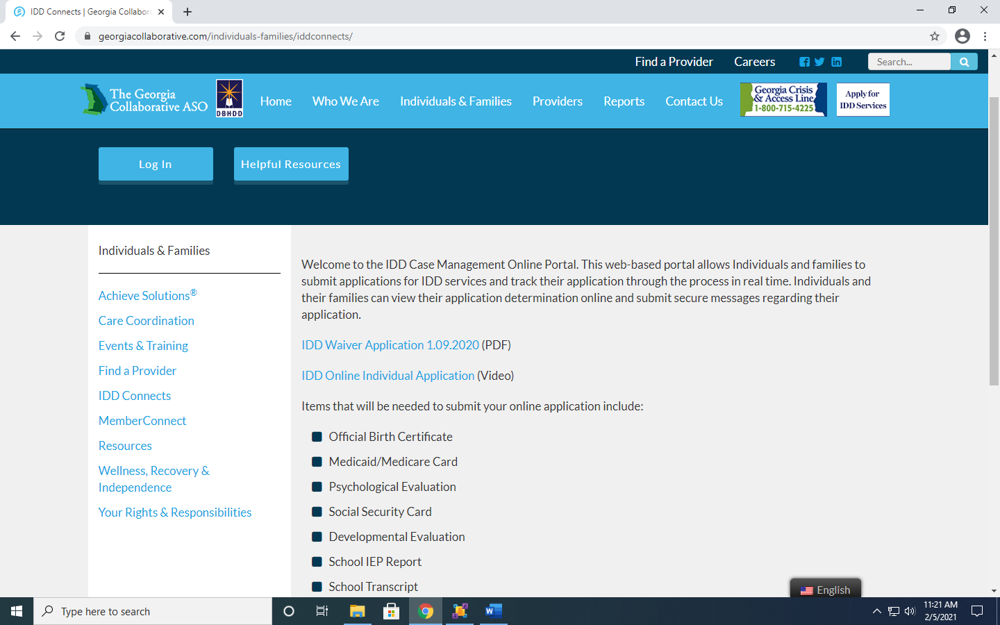 IDD Connects | Georgia Collabora
georgiacollaborative.com/individuals-families/iddconnects/
Find a Provider Careers Search...
The Georgia
Collaborative ASO
D·B·H·D·D
Home Who We Are Individuals & Families Providers Reports Contact Us
Georgia Crisis
& Access Line
1-800-715-4225
Apply for
IDD Services
Log In Helpful Resources
Individuals & Families
Achieve Solutions®
Care Coordination
Events & Training
Find a Provider
IDD Connects
MemberConnect
Resources
Wellness, Recovery &
Independence
Your Rights & Responsibilities
Welcome to the IDD Case Management Online Portal. This web-based portal allows Individuals and families to
submit applications for IDD services and track their application through the process in real time. Individuals and
their families can view their application determination online and submit secure messages regarding their
application.
IDD Waiver Application 1.09.2020 (PDF)
IDD Online Individual Application (Video)
Items that will be needed to submit your online application include:
Official Birth Certificate
Medicaid/Medicare Card
Psychological Evaluation
Social Security Card
Developmental Evaluation
School IEP Report
School Transcript
English
Type here to search
11:21 AM
2/5/2021